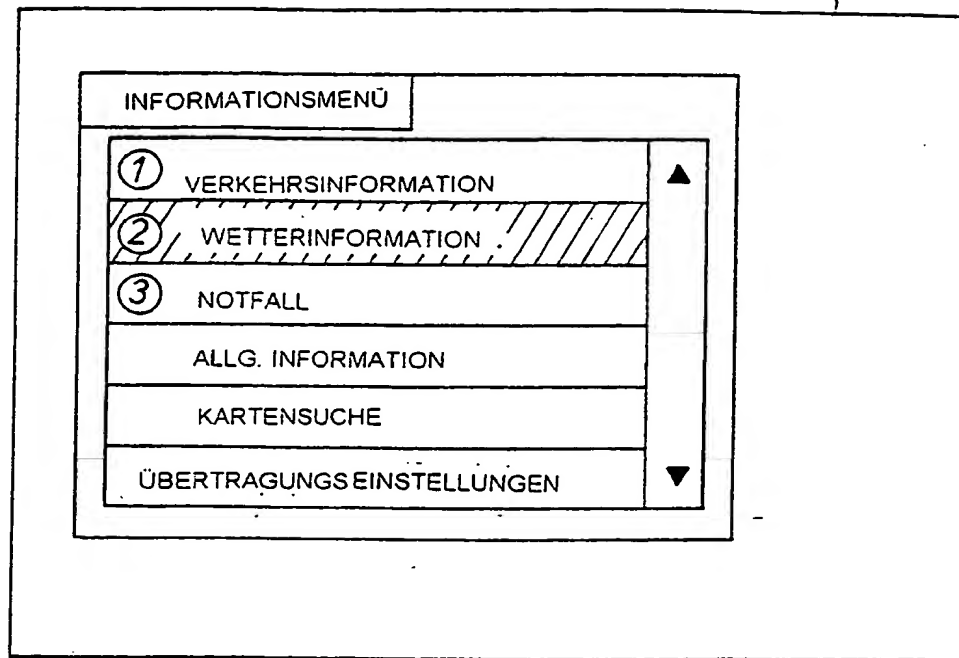 INFORMATIONSMENÜ
① VERKEHRSINFORMATION
② WETTERINFORMATION
③ NOTFALL
ALLG. INFORMATION
KARTENSUCHE
ÜBERTRAGUNGSEINSTELLUNGEN